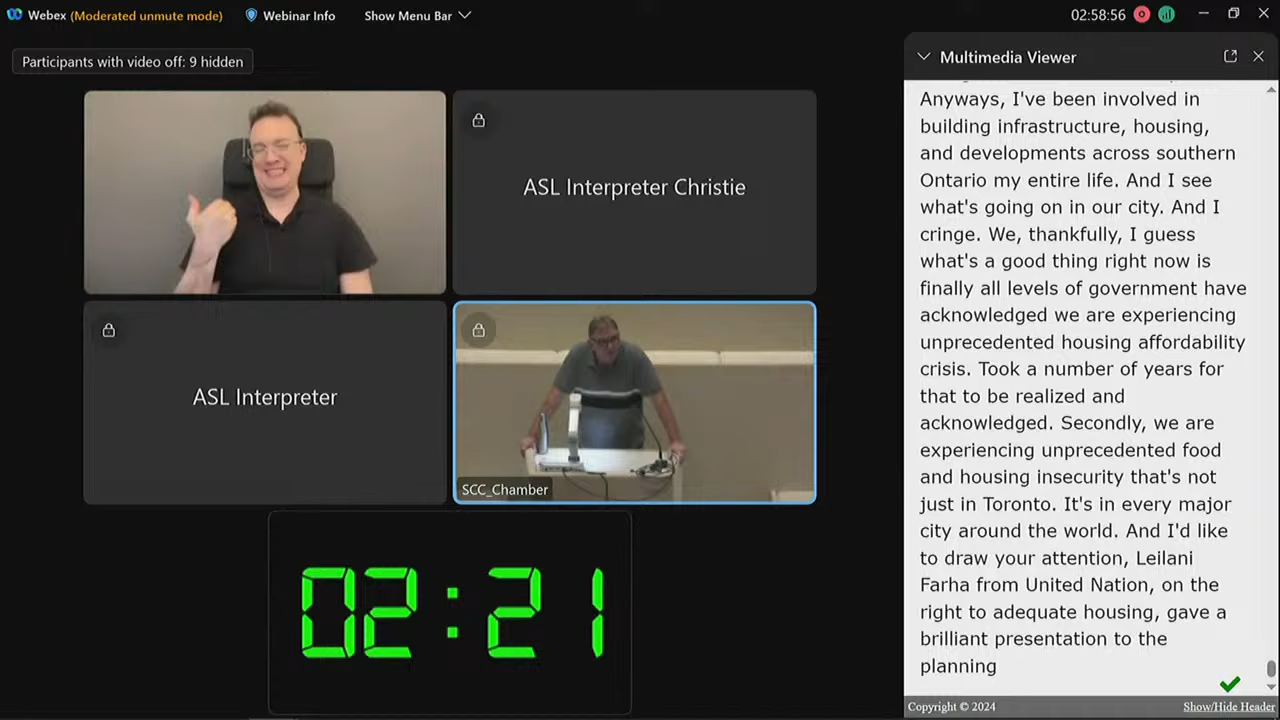 Webex (Moderated unmute mode) Webinar Info Show Menu Bar 02:58:56
Participants with video off: 9 hidden
ASL Interpreter Christie
ASL Interpreter
SCC_Chamber
02:21
Multimedia Viewer
Anyways, I've been involved in
building infrastructure, housing,
and developments across southern
Ontario my entire life. And I see
what's going on in our city. And I
cringe. We, thankfully, I guess
what's a good thing right now is
finally all levels of government have
acknowledged we are experiencing
unprecedented housing affordability
crisis. Took a number of years for
that to be realized and
acknowledged. Secondly, we are
experiencing unprecedented food
and housing insecurity that's not
just in Toronto. It's in every major
city around the world. And I'd like
to draw your attention, Leilani
Farha from United Nation, on the
right to adequate housing, gave a
brilliant presentation to the
planning
Copyright © 2024 Show/Hide Header